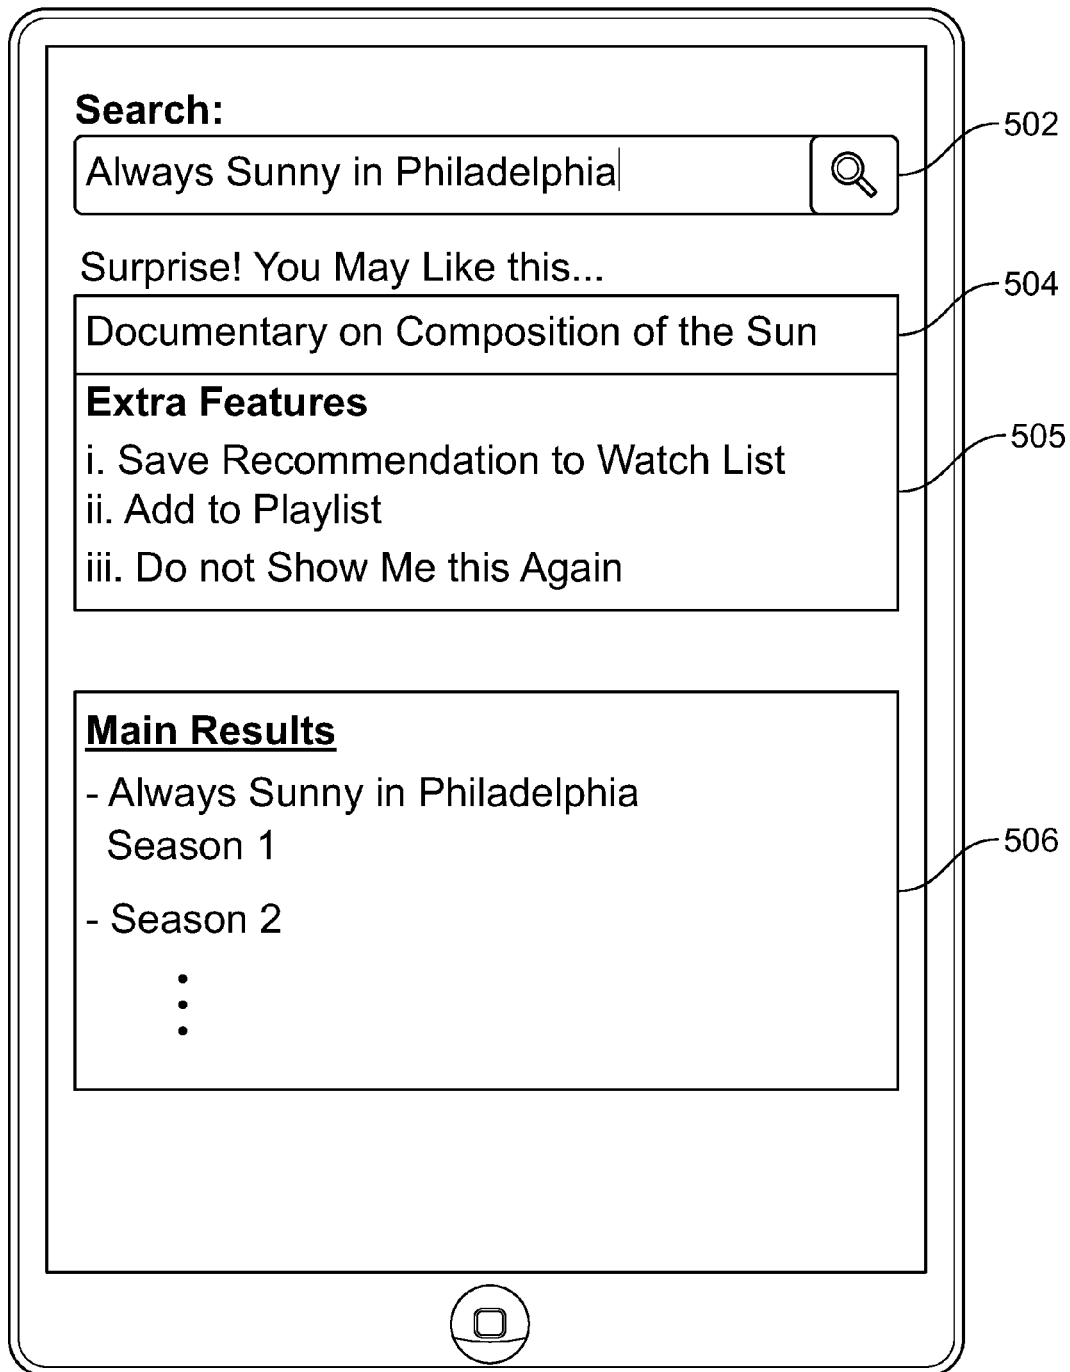 Search:
Always Sunny in Philadelphia
502
Surprise! You May Like this...
504
Documentary on Composition of the Sun
Extra Features
505
i. Save Recommendation to Watch List
ii. Add to Playlist
iii. Do not Show Me this Again
Main Results
- Always Sunny in Philadelphia
Season 1
506
- Season 2